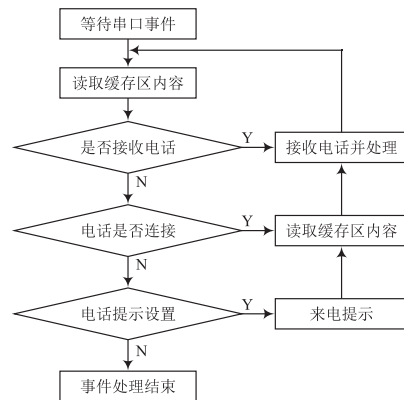 等待串口事件
读取缓存区内容
是否接收电话
Y
接收电话并处理
N
电话是否连接
Y
读取缓存区内容
N
电话提示设置
Y
来电提示
N
事件处理结束